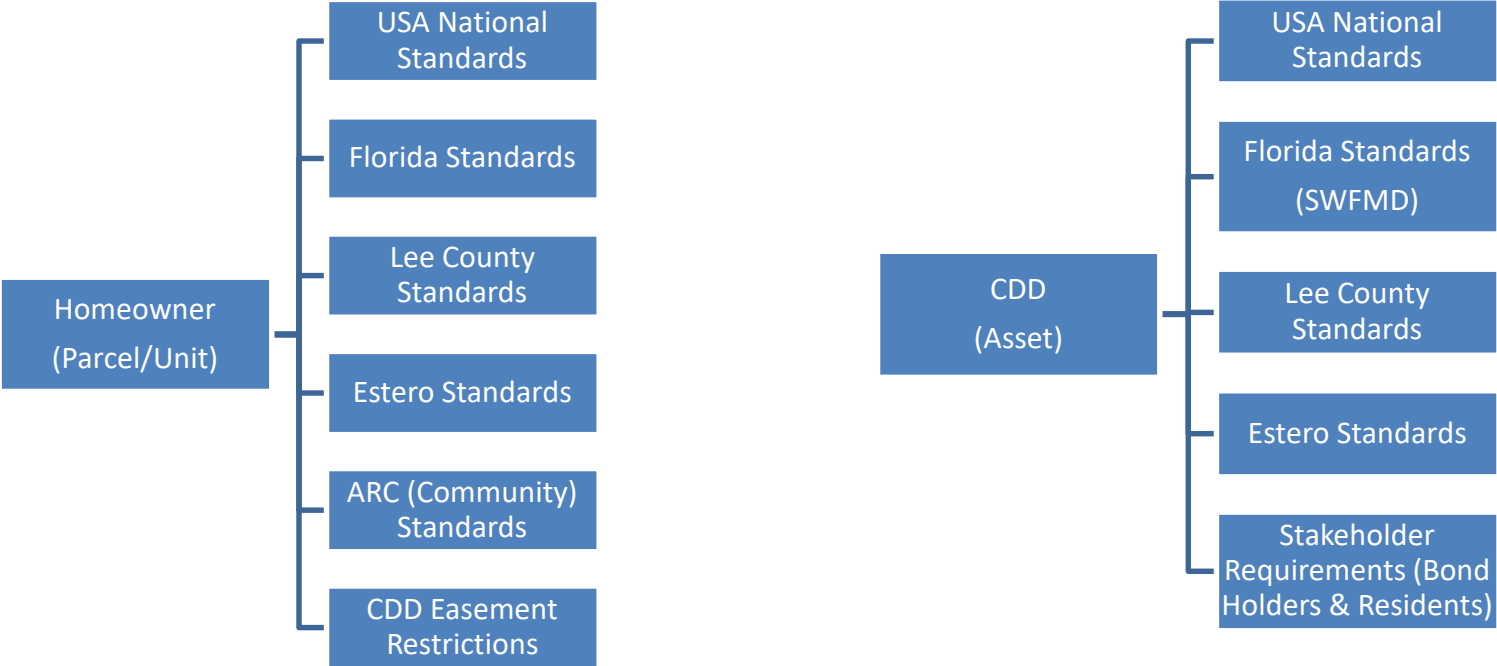 Homeowner
(Parcel/Unit)
USA National
Standards
Florida Standards
Lee County
Standards
Estero Standards
ARC (Community)
Standards
CDD Easement
Restrictions
CDD
(Asset)
USA National
Standards
Florida Standards
(SWFMD)
Lee County
Standards
Estero Standards
Stakeholder
Requirements (Bond
Holders & Residents)